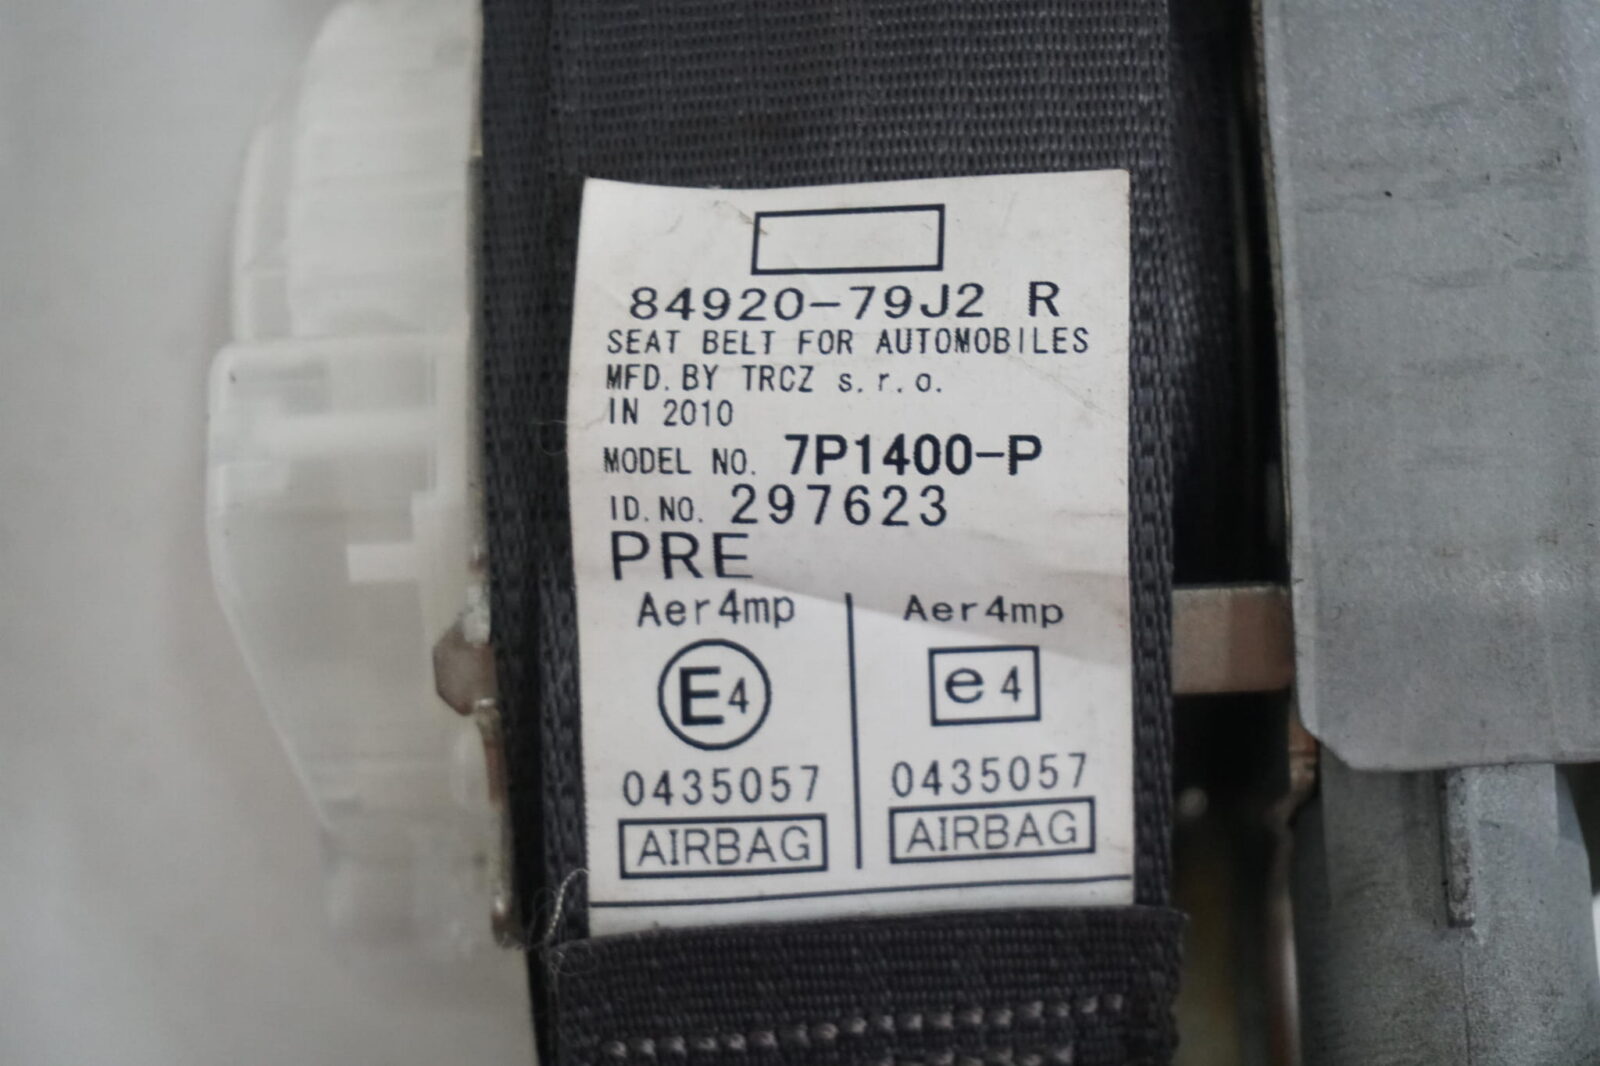 84920-79J2 R
SEAT BELT FOR AUTOMOBILES
MFD. BY TRCZ s.r.o.
IN 2010
MODEL NO. 7P1400-P
ID. NO. 297623
PRE
Aer4mp Aer4mp
E4 e4
0435057 0435057
AIRBAG AIRBAG